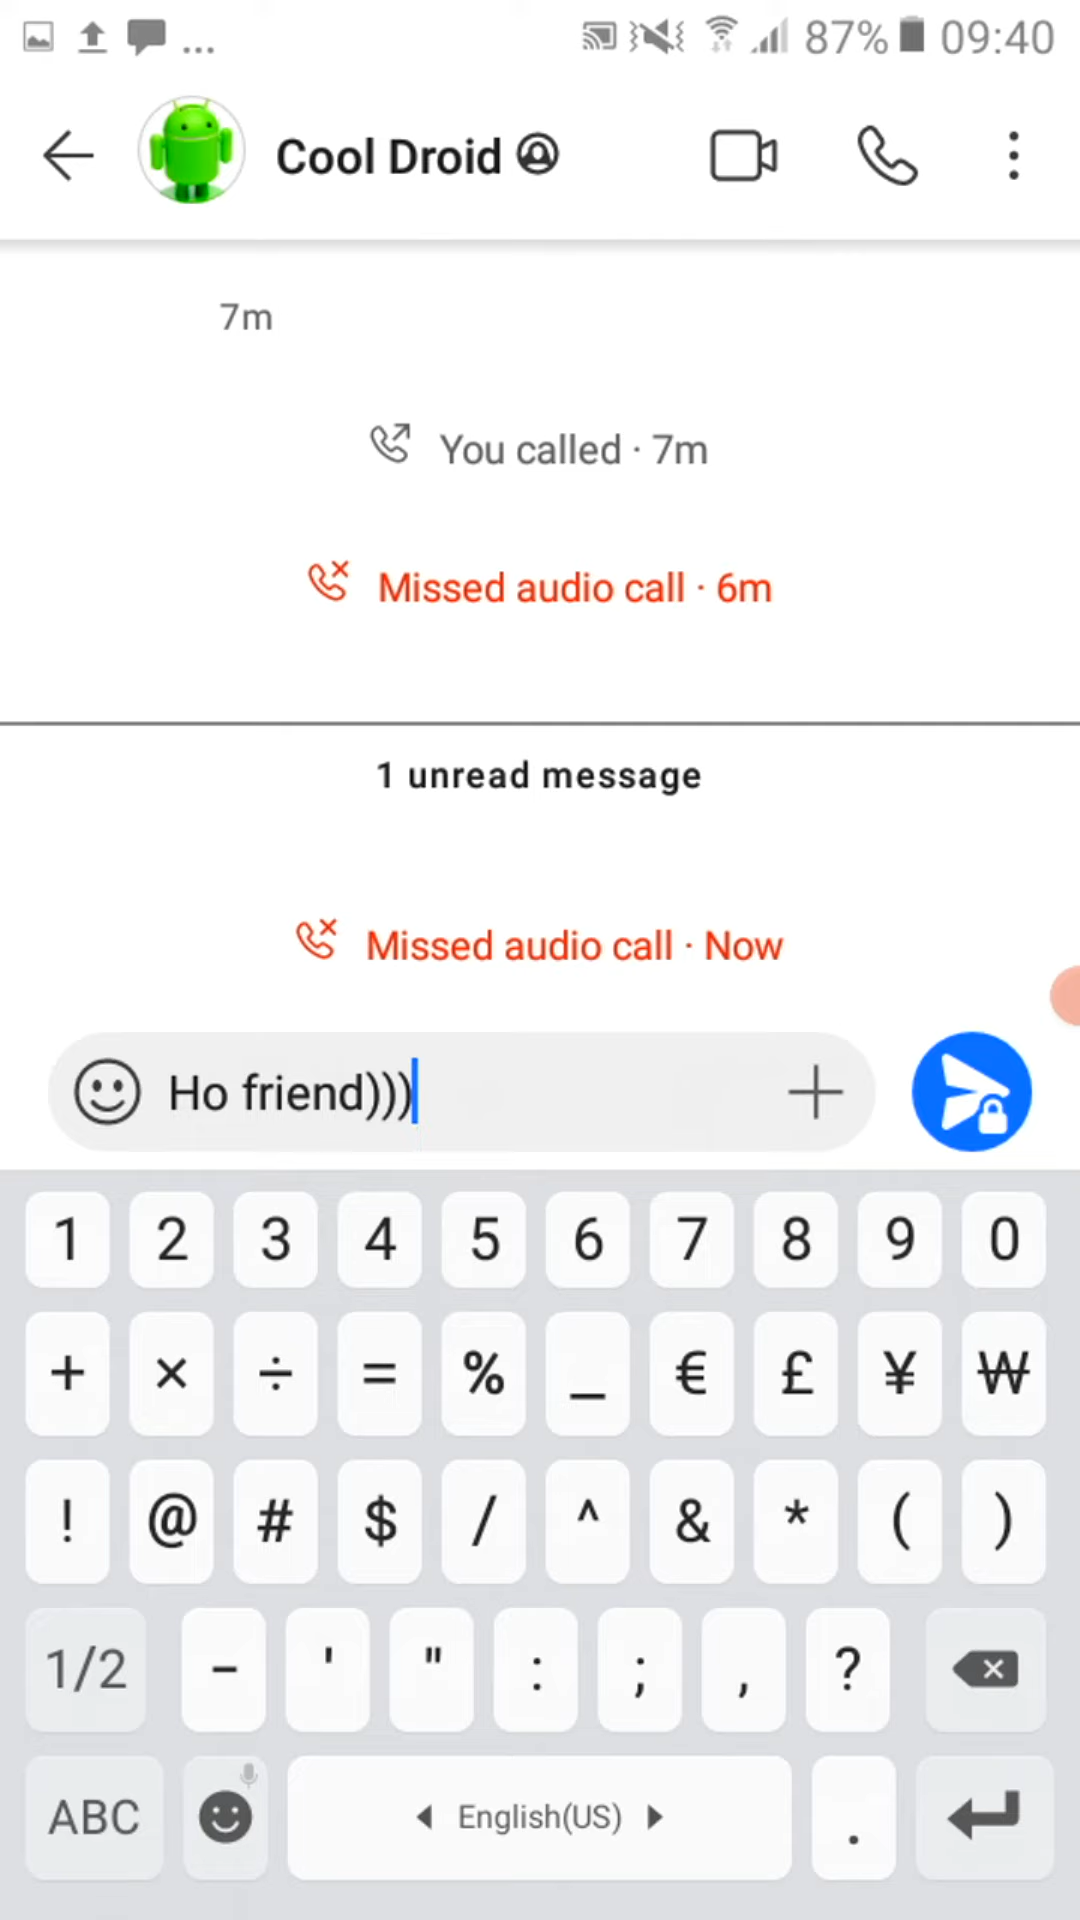 ... 87% 09:40
Cool Droid
7m
You called · 7m
Missed audio call · 6m
1 unread message
Missed audio call · Now
Ho friend)))
1 2 3 4 5 6 7 8 9 0
+ × ÷ = % _ € £ ¥ ₩
! @ # $ / ^ & * ( )
1/2 - ' " : ; , ?
ABC English(US) .